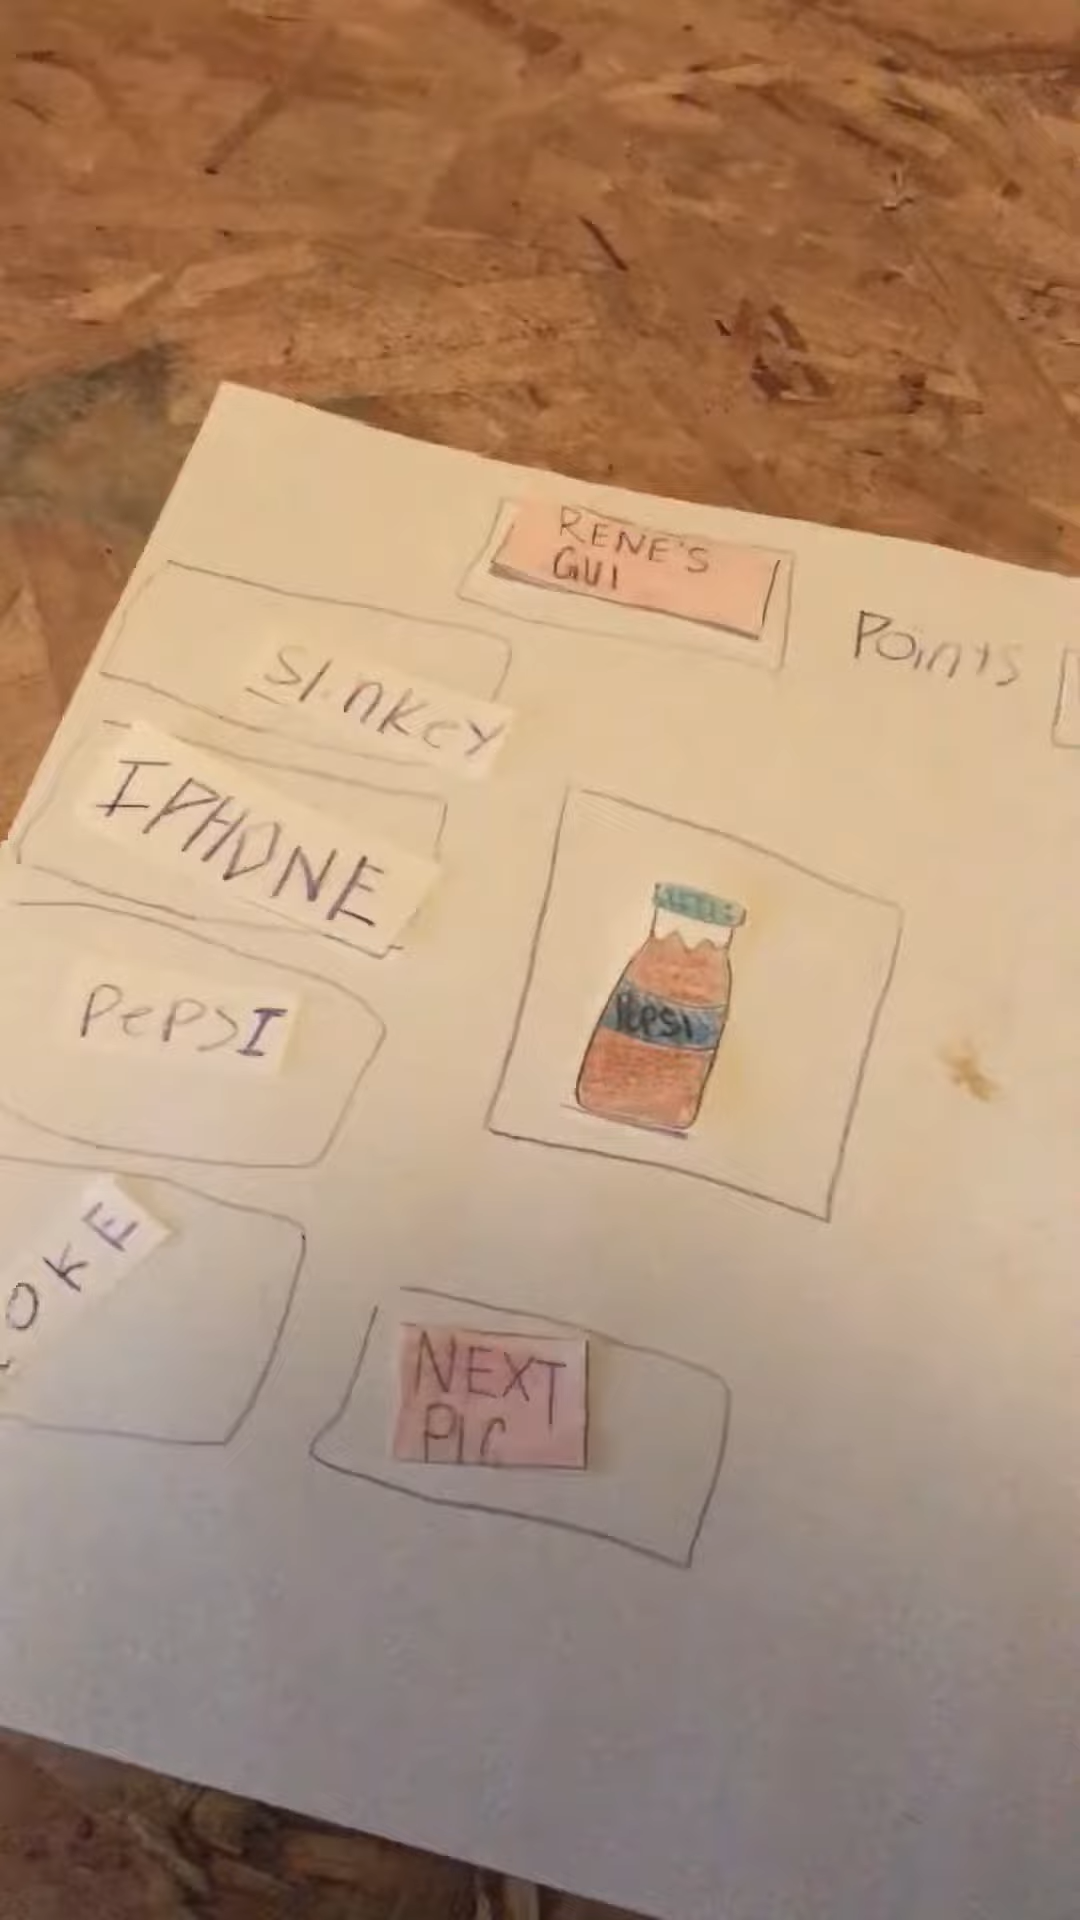 RENE'S
GUI
Points
SlinKeY
IPHONE
PePsI
PEPSI
OKE
NEXT
PIC